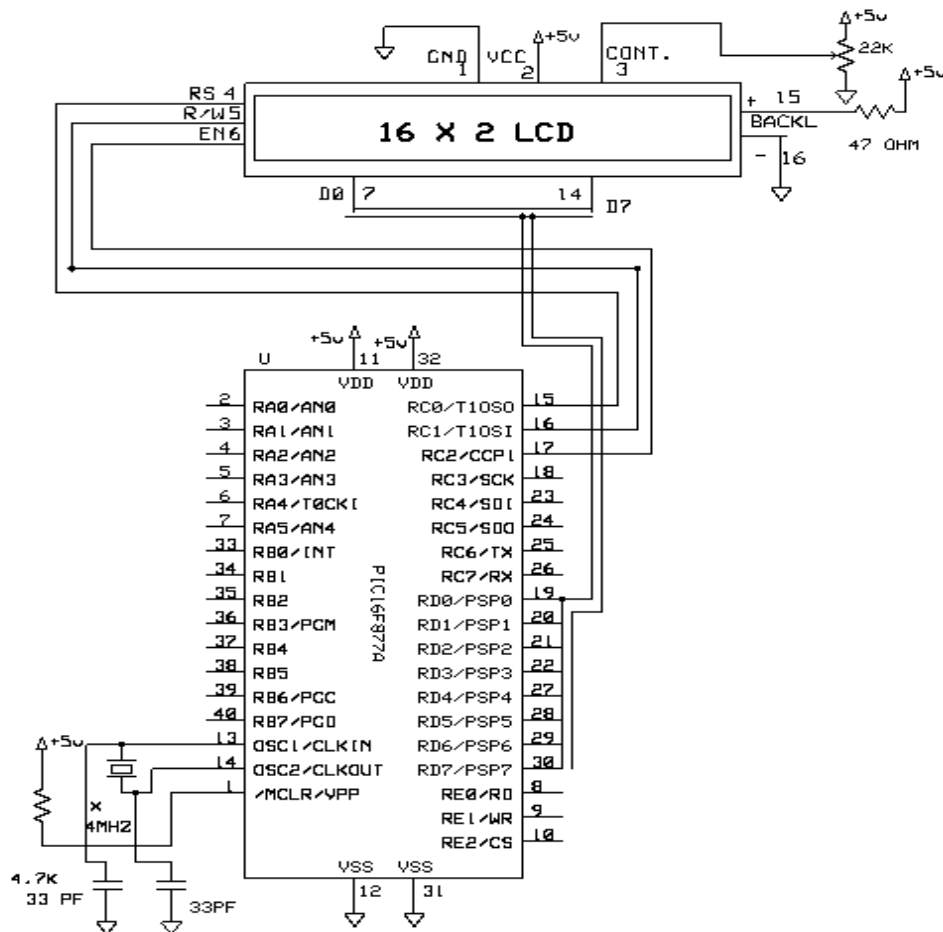 +5v
+5v
GND VCC CONT.
22K
1 2 3
+5v
RS 4
+ 15
R/W5
BACKL
EN6
16 X 2 LCD
47 OHM
- 16
D0 7 14 D7
+5v +5v
U 11 32
VDD VDD
2 RA0/AN0 RC0/T1OSO 15
3 RA1/AN1 RC1/T1OSI 16
4 RA2/AN2 RC2/CCP1 17
5 RA3/AN3 RC3/SCK 18
6 RA4/T0CKI RC4/SDI 23
7 RA5/AN4 RC5/SDO 24
33 RB0/INT RC6/TX 25
34 RB1 RC7/RX 26
35 RB2 RD0/PSP0 19
36 RB3/PGM RD1/PSP1 20
37 RB4 RD2/PSP2 21
38 RB5 RD3/PSP3 22
39 RB6/PGC RD4/PSP4 27
40 RB7/PGD RD5/PSP5 28
13 OSC1/CLKIN RD6/PSP6 29
14 OSC2/CLKOUT RD7/PSP7 30
1 /MCLR/VPP RE0/RD 8
RE1/WR 9
RE2/CS 10
PIC16F877A
+5v
X
4MHZ
VSS VSS
4.7K
12 31
33 PF
33PF